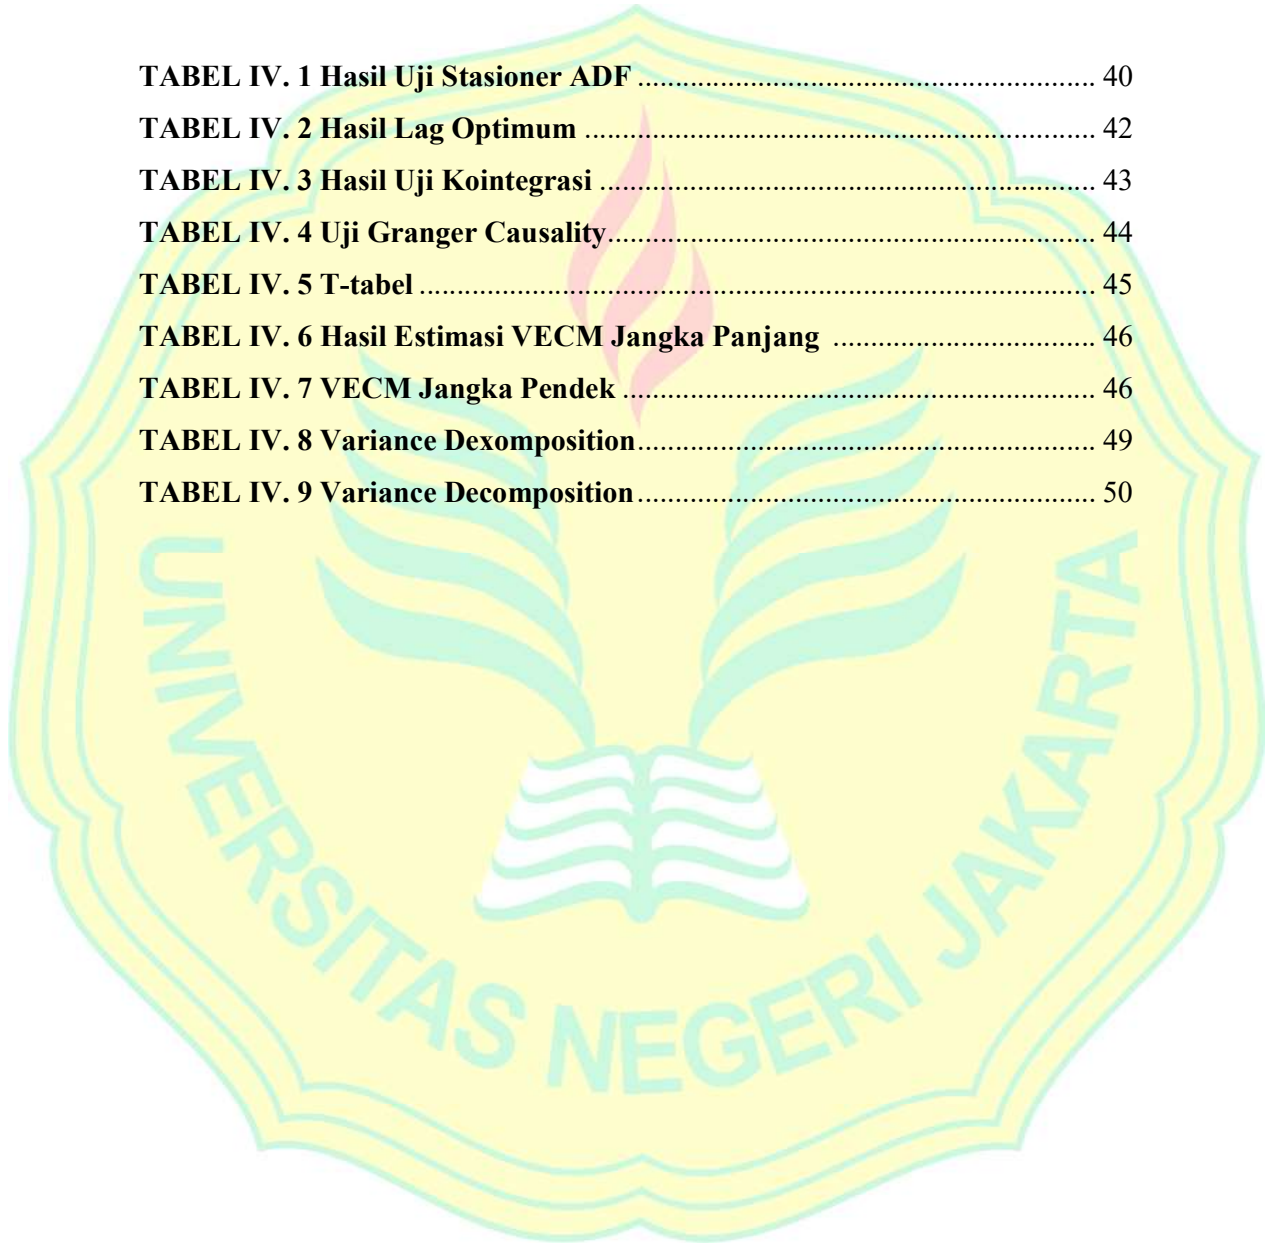 TABEL IV. 1 Hasil Uji Stasioner ADF ............................................................. 40
TABEL IV. 2 Hasil Lag Optimum .................................................................... 42
TABEL IV. 3 Hasil Uji Kointegrasi .................................................................. 43
TABEL IV. 4 Uji Granger Causality................................................................. 44
TABEL IV. 5 T-tabel .......................................................................................... 45
TABEL IV. 6 Hasil Estimasi VECM Jangka Panjang ................................... 46
TABEL IV. 7 VECM Jangka Pendek ............................................................... 46
TABEL IV. 8 Variance Dexomposition............................................................. 49
TABEL IV. 9 Variance Decomposition............................................................. 50
UNIVERSITAS NEGERI JAKARTA